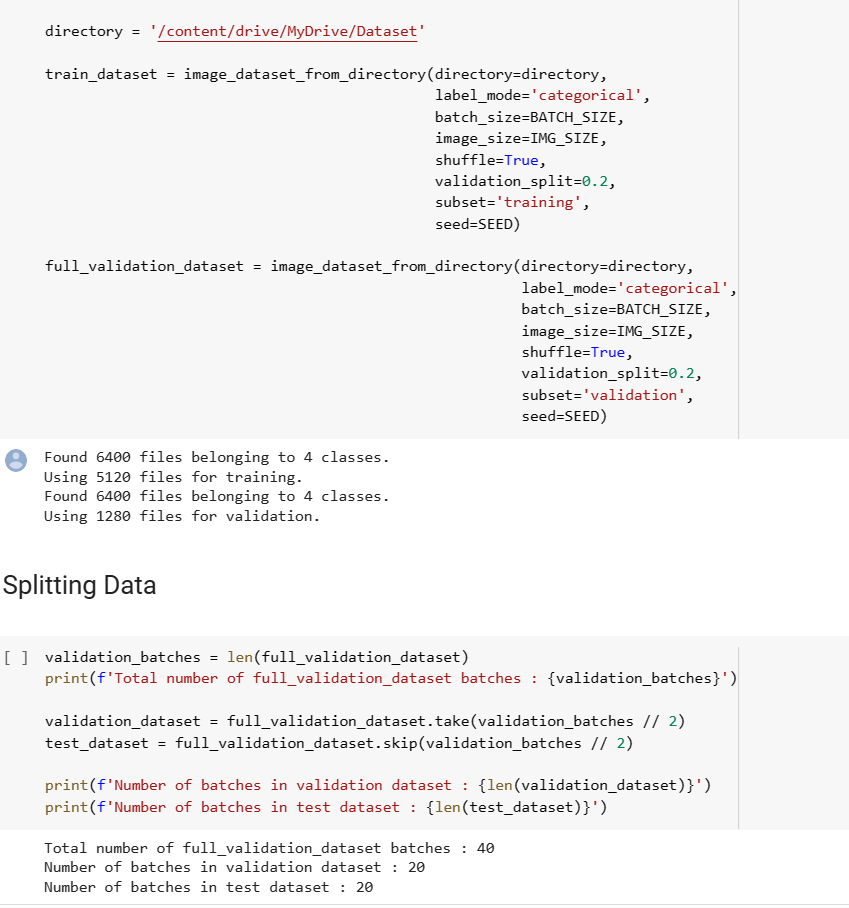 directory = '/content/drive/MyDrive/Dataset'
train_dataset = image_dataset_from_directory(directory=directory,
label_mode='categorical',
batch_size=BATCH_SIZE,
image_size=IMG_SIZE,
shuffle=True,
validation_split=0.2,
subset='training',
seed=SEED)
full_validation_dataset = image_dataset_from_directory(directory=directory,
label_mode='categorical',
batch_size=BATCH_SIZE,
image_size=IMG_SIZE,
shuffle=True,
validation_split=0.2,
subset='validation',
seed=SEED)
Found 6400 files belonging to 4 classes.
Using 5120 files for training.
Found 6400 files belonging to 4 classes.
Using 1280 files for validation.
Splitting Data
[ ] validation_batches = len(full_validation_dataset)
print(f'Total number of full_validation_dataset batches : {validation_batches}')
validation_dataset = full_validation_dataset.take(validation_batches // 2)
test_dataset = full_validation_dataset.skip(validation_batches // 2)
print(f'Number of batches in validation dataset : {len(validation_dataset)}')
print(f'Number of batches in test dataset : {len(test_dataset)}')
Total number of full_validation_dataset batches : 40
Number of batches in validation dataset : 20
Number of batches in test dataset : 20